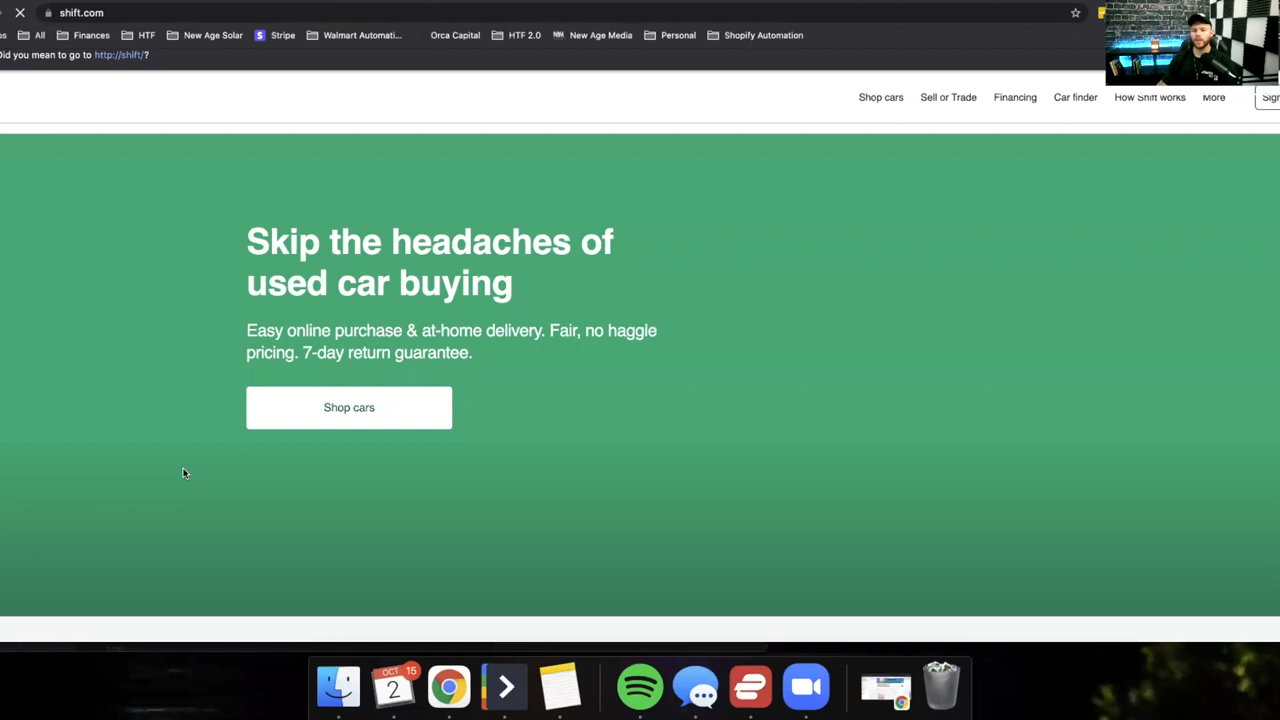 shift.com
All Finances HTF New Age Solar Stripe Walmart Automati... Orca Capital HTF 2.0 New Age Media Personal Shopify Automation
Did you mean to go to http://shift/?
Shop cars Sell or Trade Financing Car finder How Shift works More Sign
Skip the headaches of
used car buying
Easy online purchase & at-home delivery. Fair, no haggle
pricing. 7-day return guarantee.
Shop cars
OCT 15
2